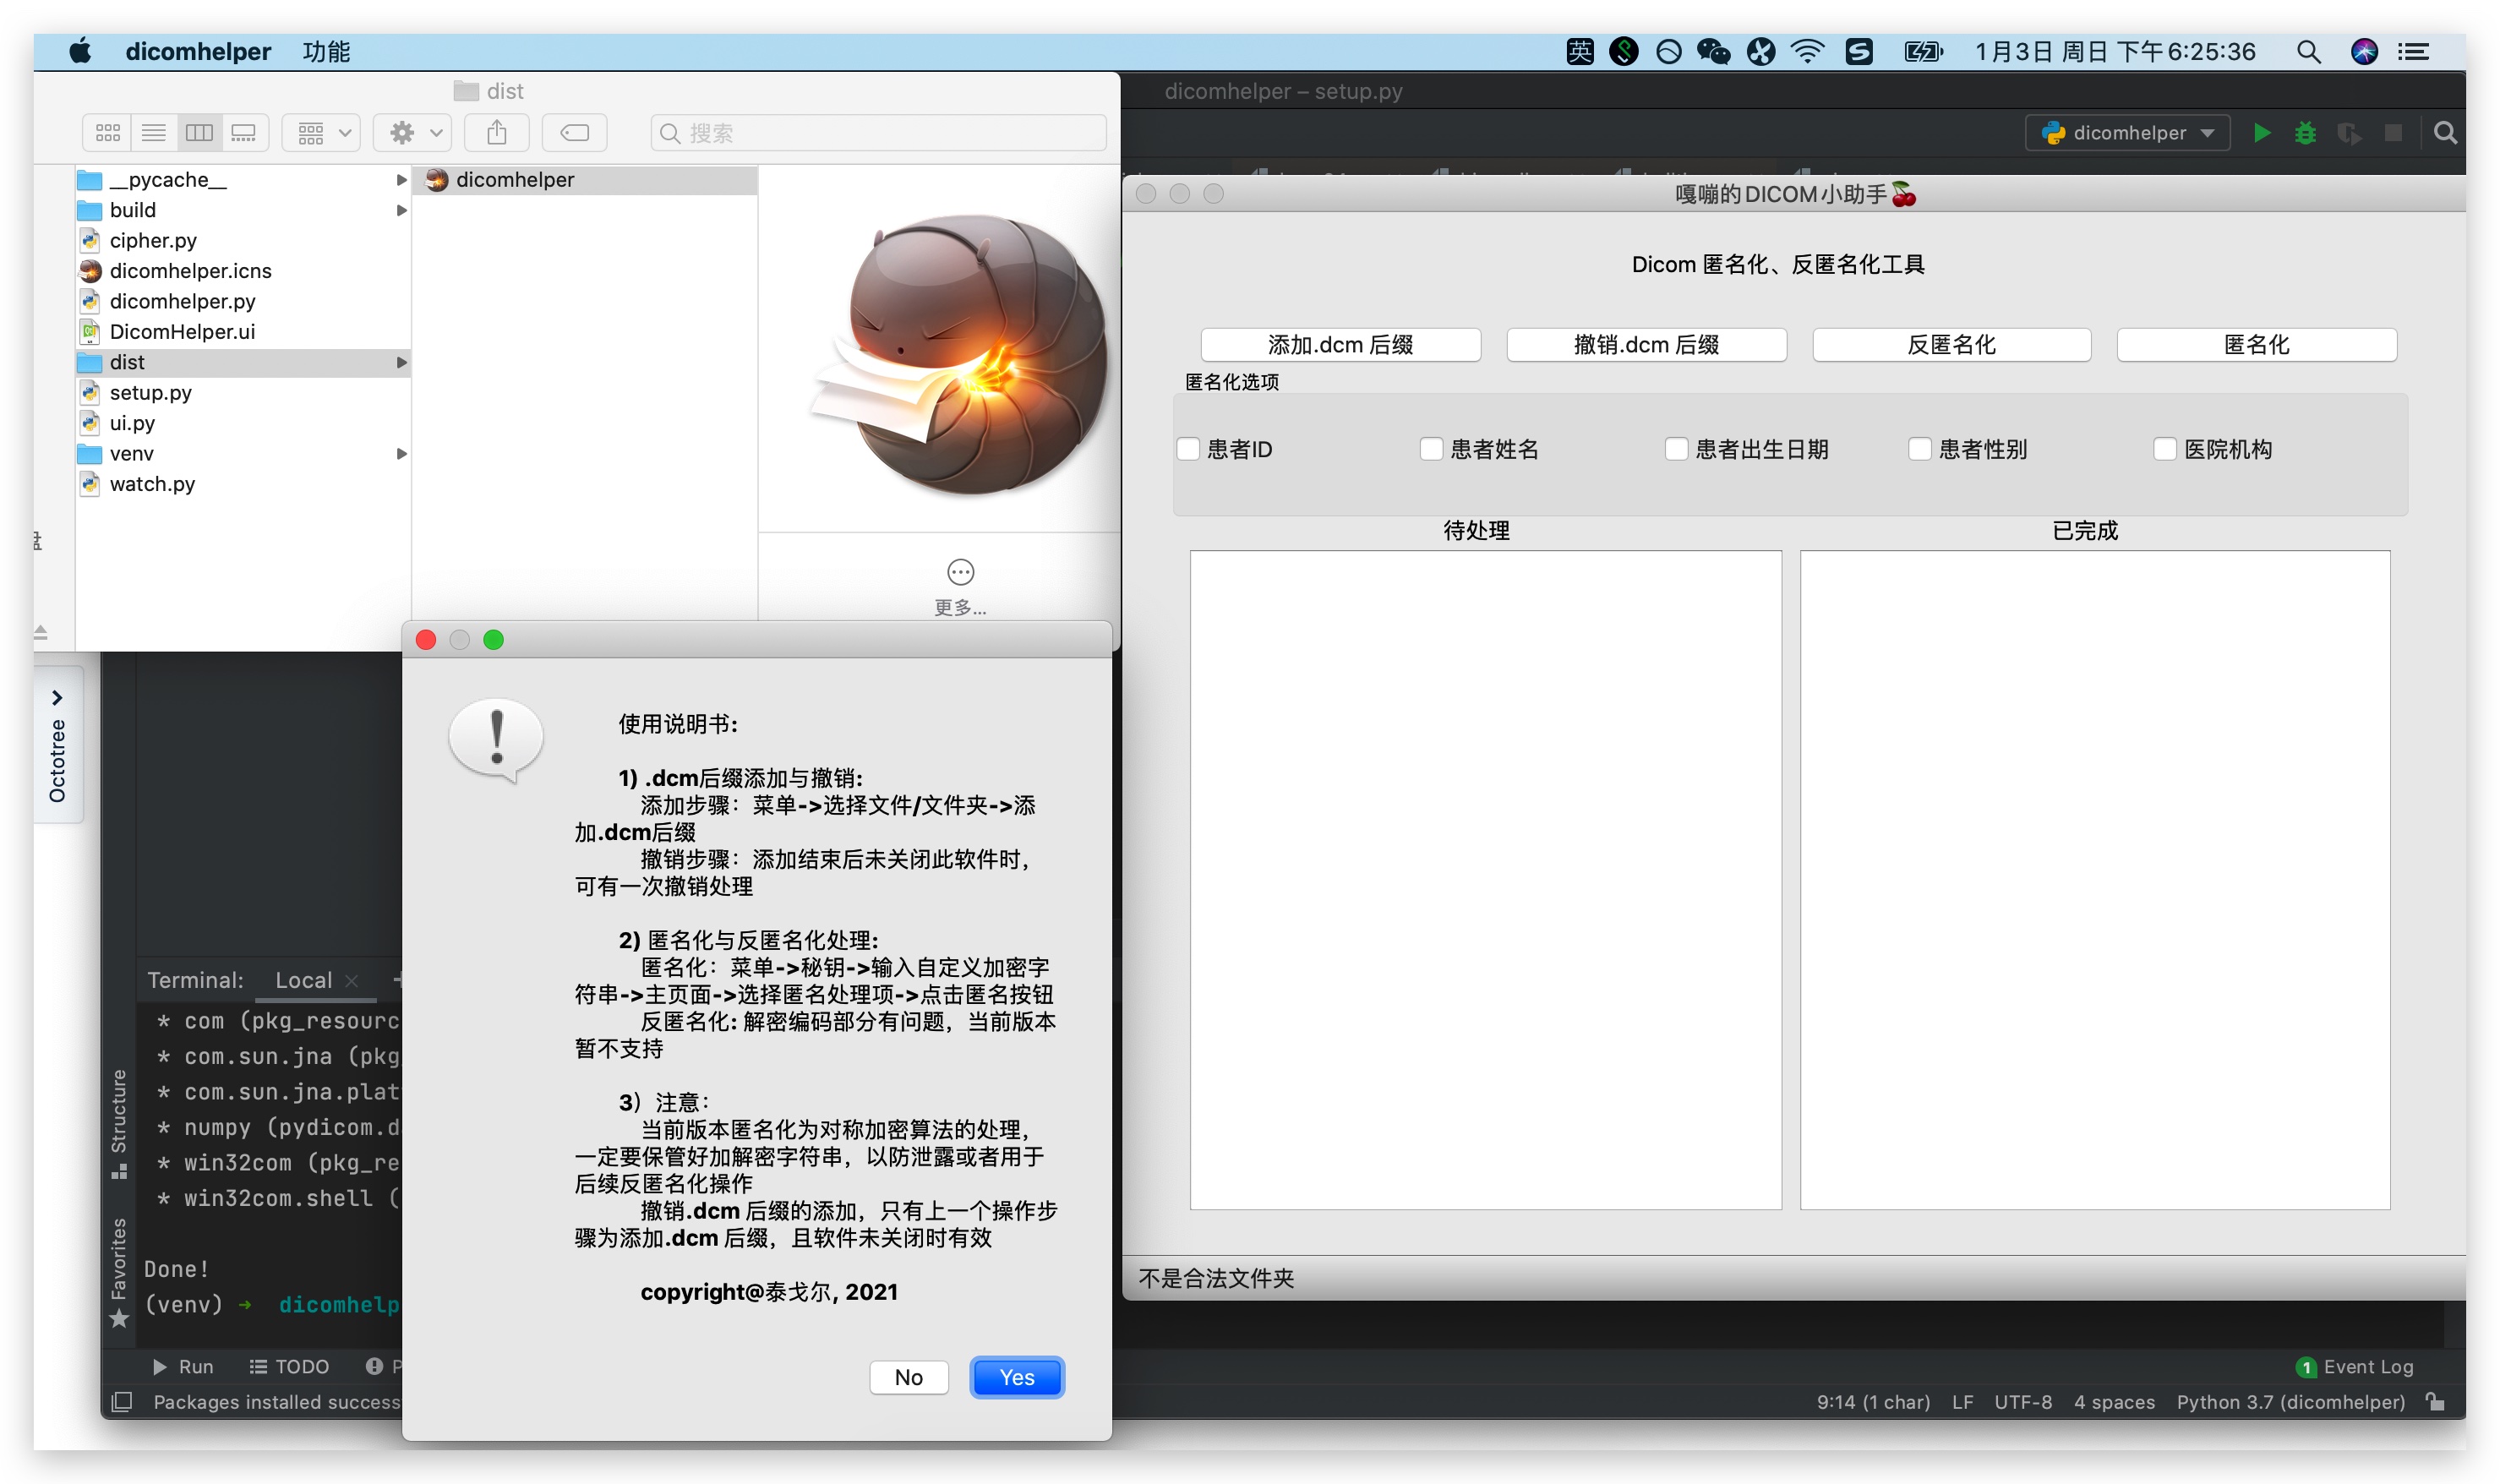 dicomhelper 功能
英 1月3日 周日 下午6:25:36
dist
搜索
__pycache__
build
cipher.py
dicomhelper.icns
dicomhelper.py
DicomHelper.ui
dist
setup.py
ui.py
venv
watch.py
dicomhelper
更多...
dicomhelper – setup.py
dicomhelper
嘎嘣的DICOM小助手🍒
Dicom 匿名化、反匿名化工具
添加.dcm 后缀 撤销.dcm 后缀 反匿名化 匿名化
匿名化选项
患者ID 患者姓名 患者出生日期 患者性别 医院机构
待处理 已完成
不是合法文件夹
Octotree
使用说明书:
1) .dcm后缀添加与撤销:
添加步骤：菜单->选择文件/文件夹->添
加.dcm后缀
撤销步骤：添加结束后未关闭此软件时，
可有一次撤销处理
2) 匿名化与反匿名化处理:
匿名化：菜单->秘钥->输入自定义加密字
符串->主页面->选择匿名处理项->点击匿名按钮
反匿名化: 解密编码部分有问题，当前版本
暂不支持
3）注意：
当前版本匿名化为对称加密算法的处理，
一定要保管好加解密字符串，以防泄露或者用于
后续反匿名化操作
撤销.dcm 后缀的添加，只有上一个操作步
骤为添加.dcm 后缀，且软件未关闭时有效
copyright@泰戈尔, 2021
No Yes
Structure
Favorites
Terminal: Local
* com (pkg_resourc
* com.sun.jna (pkg
* com.sun.jna.plat
* numpy (pydicom.d
* win32com (pkg_re
* win32com.shell (
Done!
(venv) ➜ dicomhelp
Run TODO P
1 Event Log
Packages installed success
9:14 (1 char) LF UTF-8 4 spaces Python 3.7 (dicomhelper)